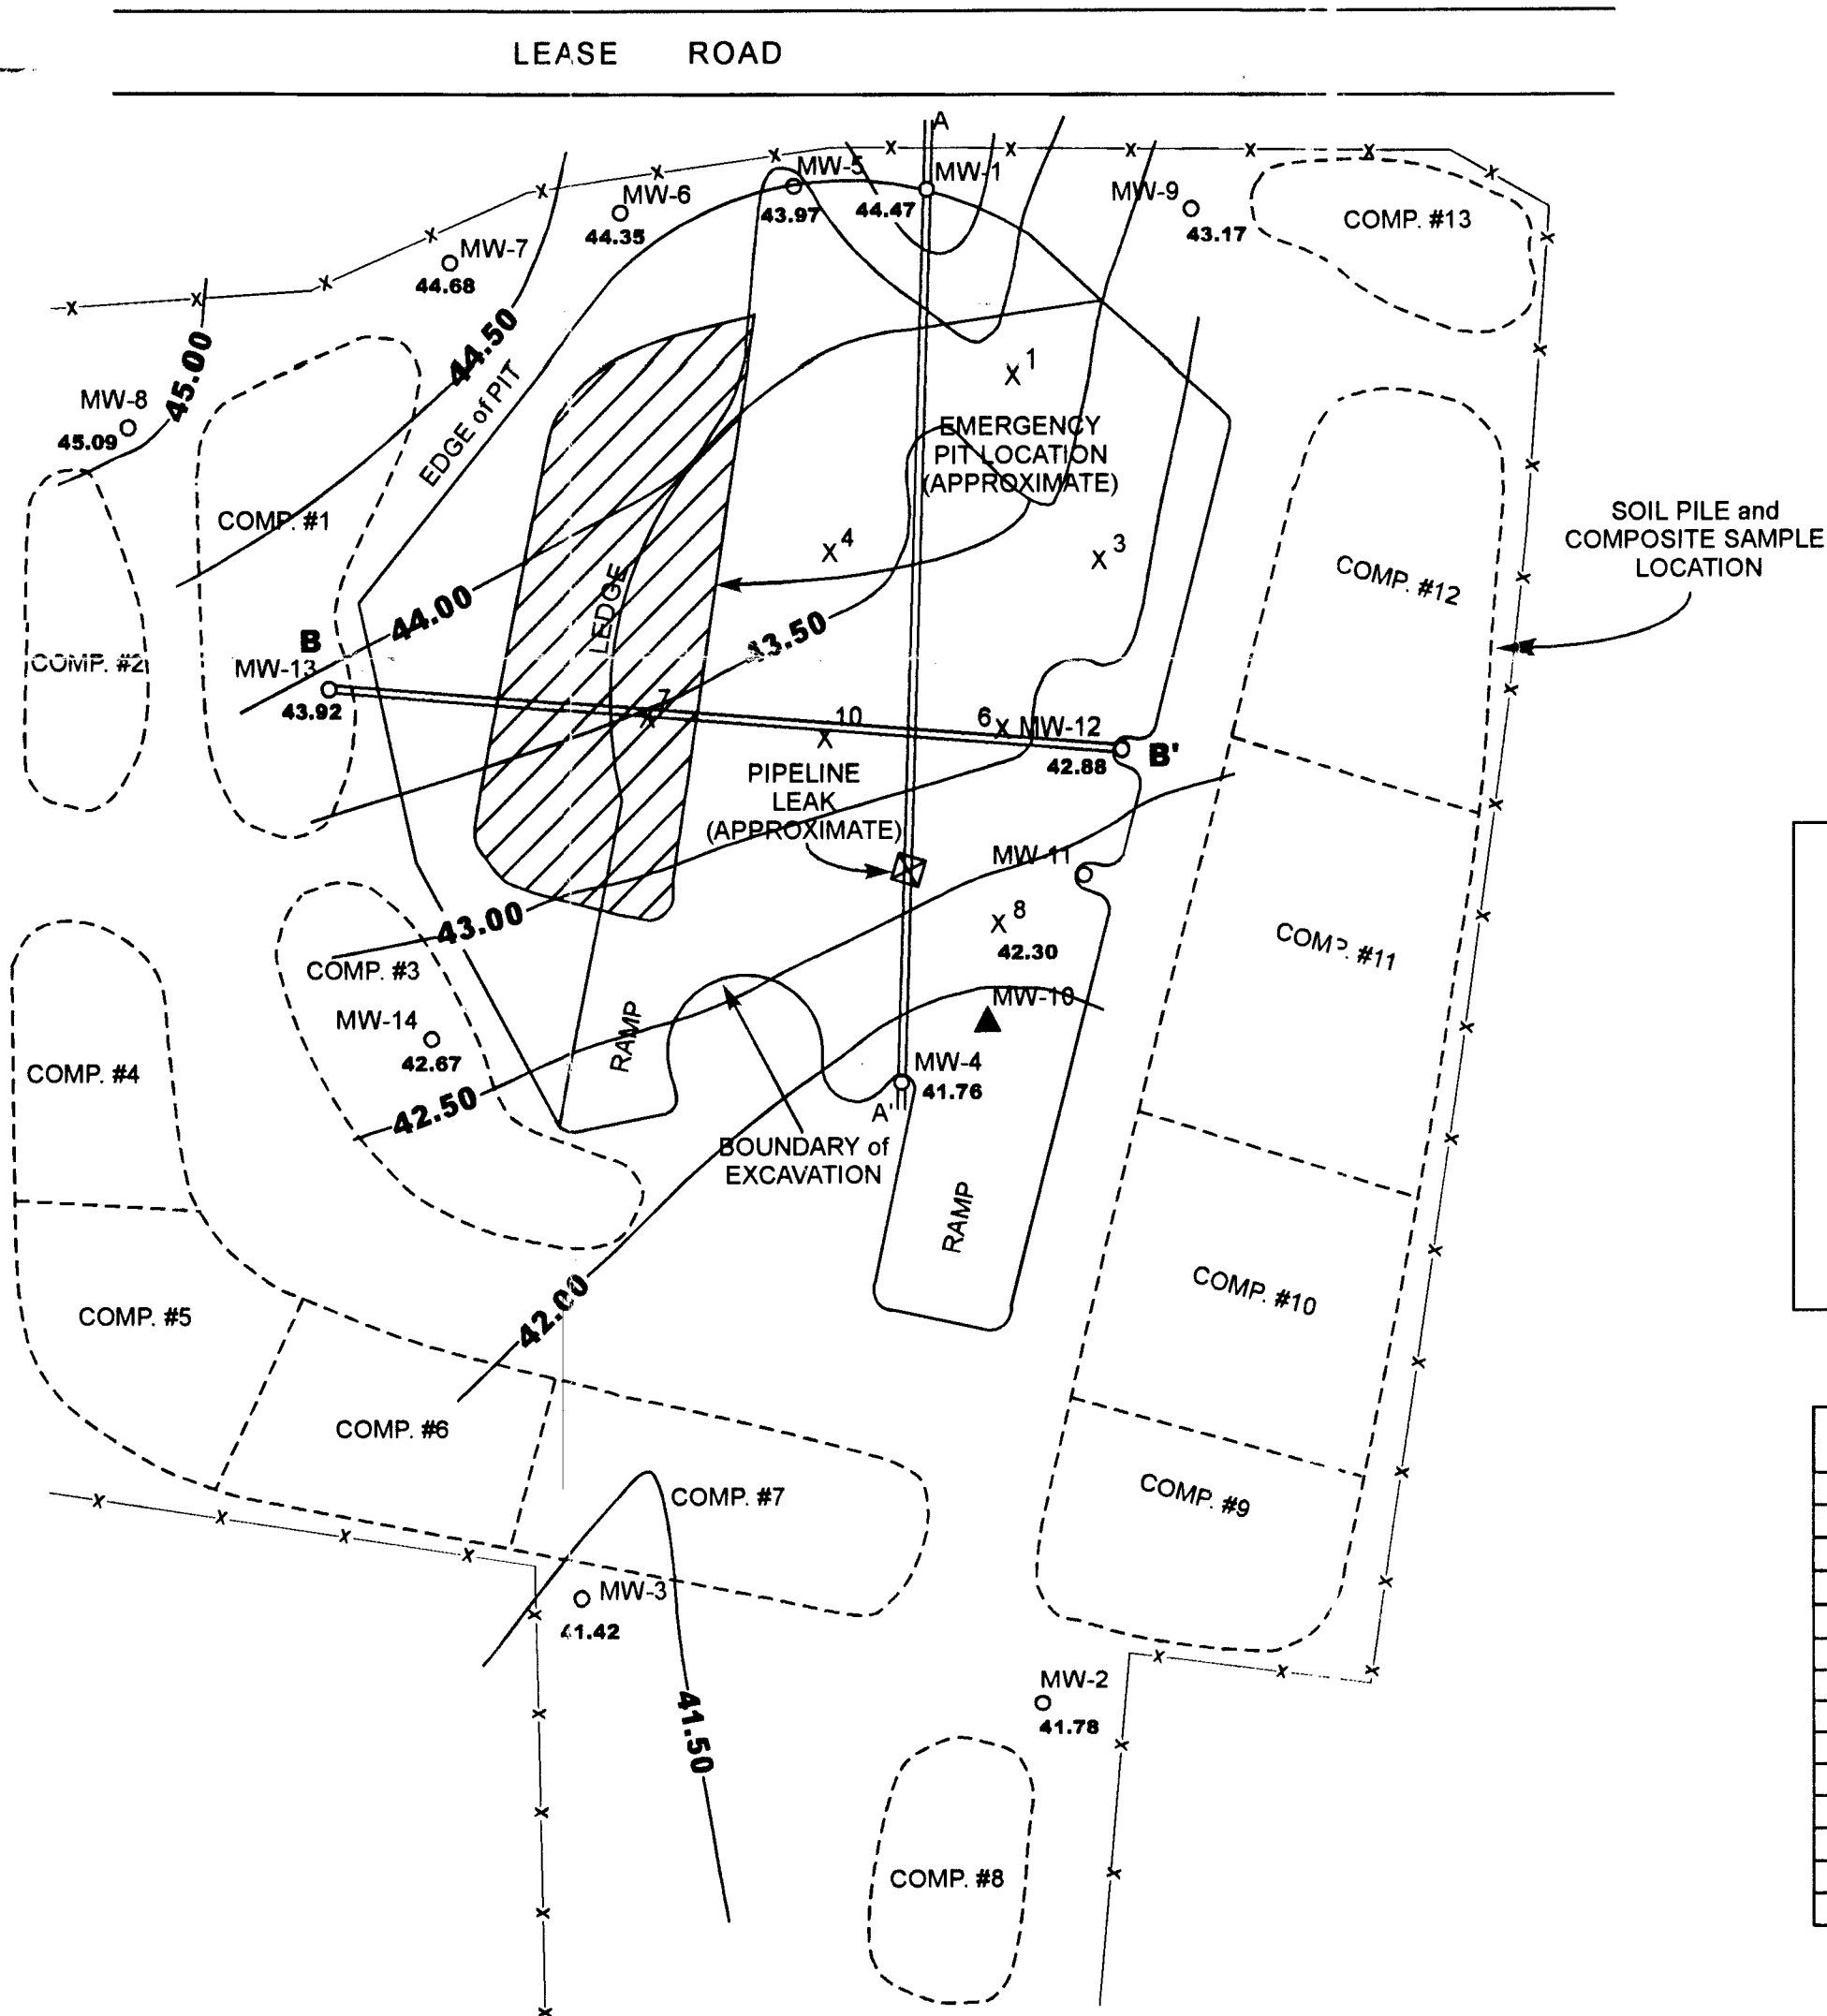 LEASE ROAD
A
MW-5
MW-1
MW-6
MW-9
43.97
44.47
44.35
43.17
COMP. #13
MW-7
44.68
44.50
45.00
MW-8
45.09
EDGE of PIT
1
EMERGENCY
PIT LOCATION
(APPROXIMATE)
COMP. #1
SOIL PILE and
COMPOSITE SAMPLE
LOCATION
4
3
COMP. #12
LEDGE
44.00
B
43.50
COMP. #2
MW-13
43.92
7
10
6
MW-12
42.88
B'
PIPELINE
LEAK
(APPROXIMATE)
MW-11
43.00
8
42.30
COMP. #11
COMP. #3
MW-10
MW-14
42.67
RAMP
COMP. #4
MW-4
41.76
42.50
A'
BOUNDARY of
EXCAVATION
RAMP
COMP. #10
COMP. #5
42.00
COMP. #6
COMP. #7
COMP. #9
MW-3
41.42
MW-2
41.78
41.50
COMP. #8